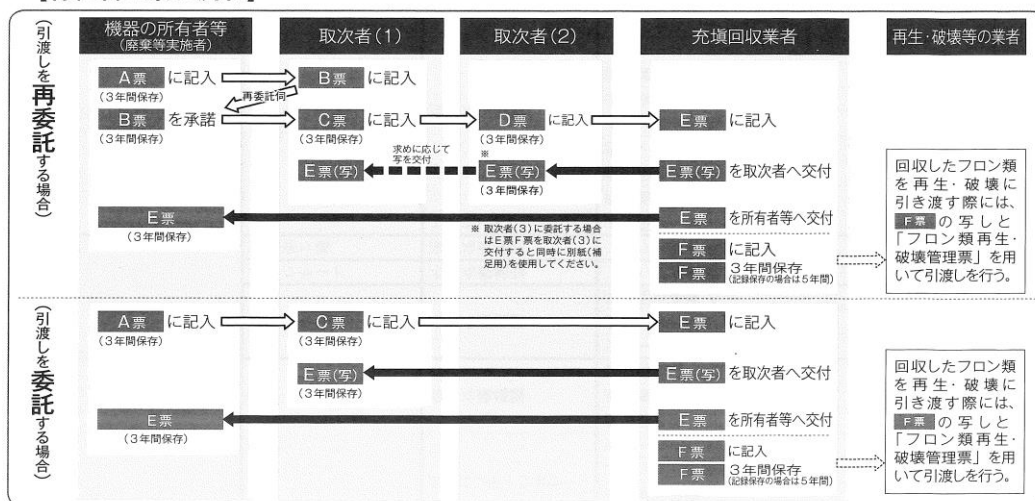 機器の所有者等
(廃棄等実施者)
取次者(1)
取次者(2)
充填回収業者
再生・破壊等の業者
(引渡しを再委託する場合)
A票 に記入
(3年間保存)
B票 に記入
(3年間保存)
再委託伺
B票 を承諾
(3年間保存)
C票 に記入
(3年間保存)
D票 に記入
(3年間保存)
E票 に記入
E票(写)
求めに応じて
写を交付
※
E票(写)
(3年間保存)
E票(写) を取次者へ交付
E票
(3年間保存)
E票 を所有者等へ交付
※ 取次者(3)に委託する場合
はE票F票を取次者(3)に
交付すると同時に別紙(補
足用)を使用してください。
F票 に記入
F票 3年間保存
(記録保存の場合は5年間)
回収したフロン類
を再生・破壊に
引き渡す際には、
F票 の写しと
「フロン類再生・
破壊管理票」を用
いて引渡しを行う。
(引渡しを委託する場合)
A票 に記入
(3年間保存)
C票 に記入
(3年間保存)
E票 に記入
E票(写)
(3年間保存)
E票(写) を取次者へ交付
E票
(3年間保存)
E票 を所有者等へ交付
F票 に記入
F票 3年間保存
(記録保存の場合は5年間)
回収したフロン類
を再生・破壊に
引き渡す際には、
F票 の写しと
「フロン類再生・
破壊管理票」を用
いて引渡しを行う。